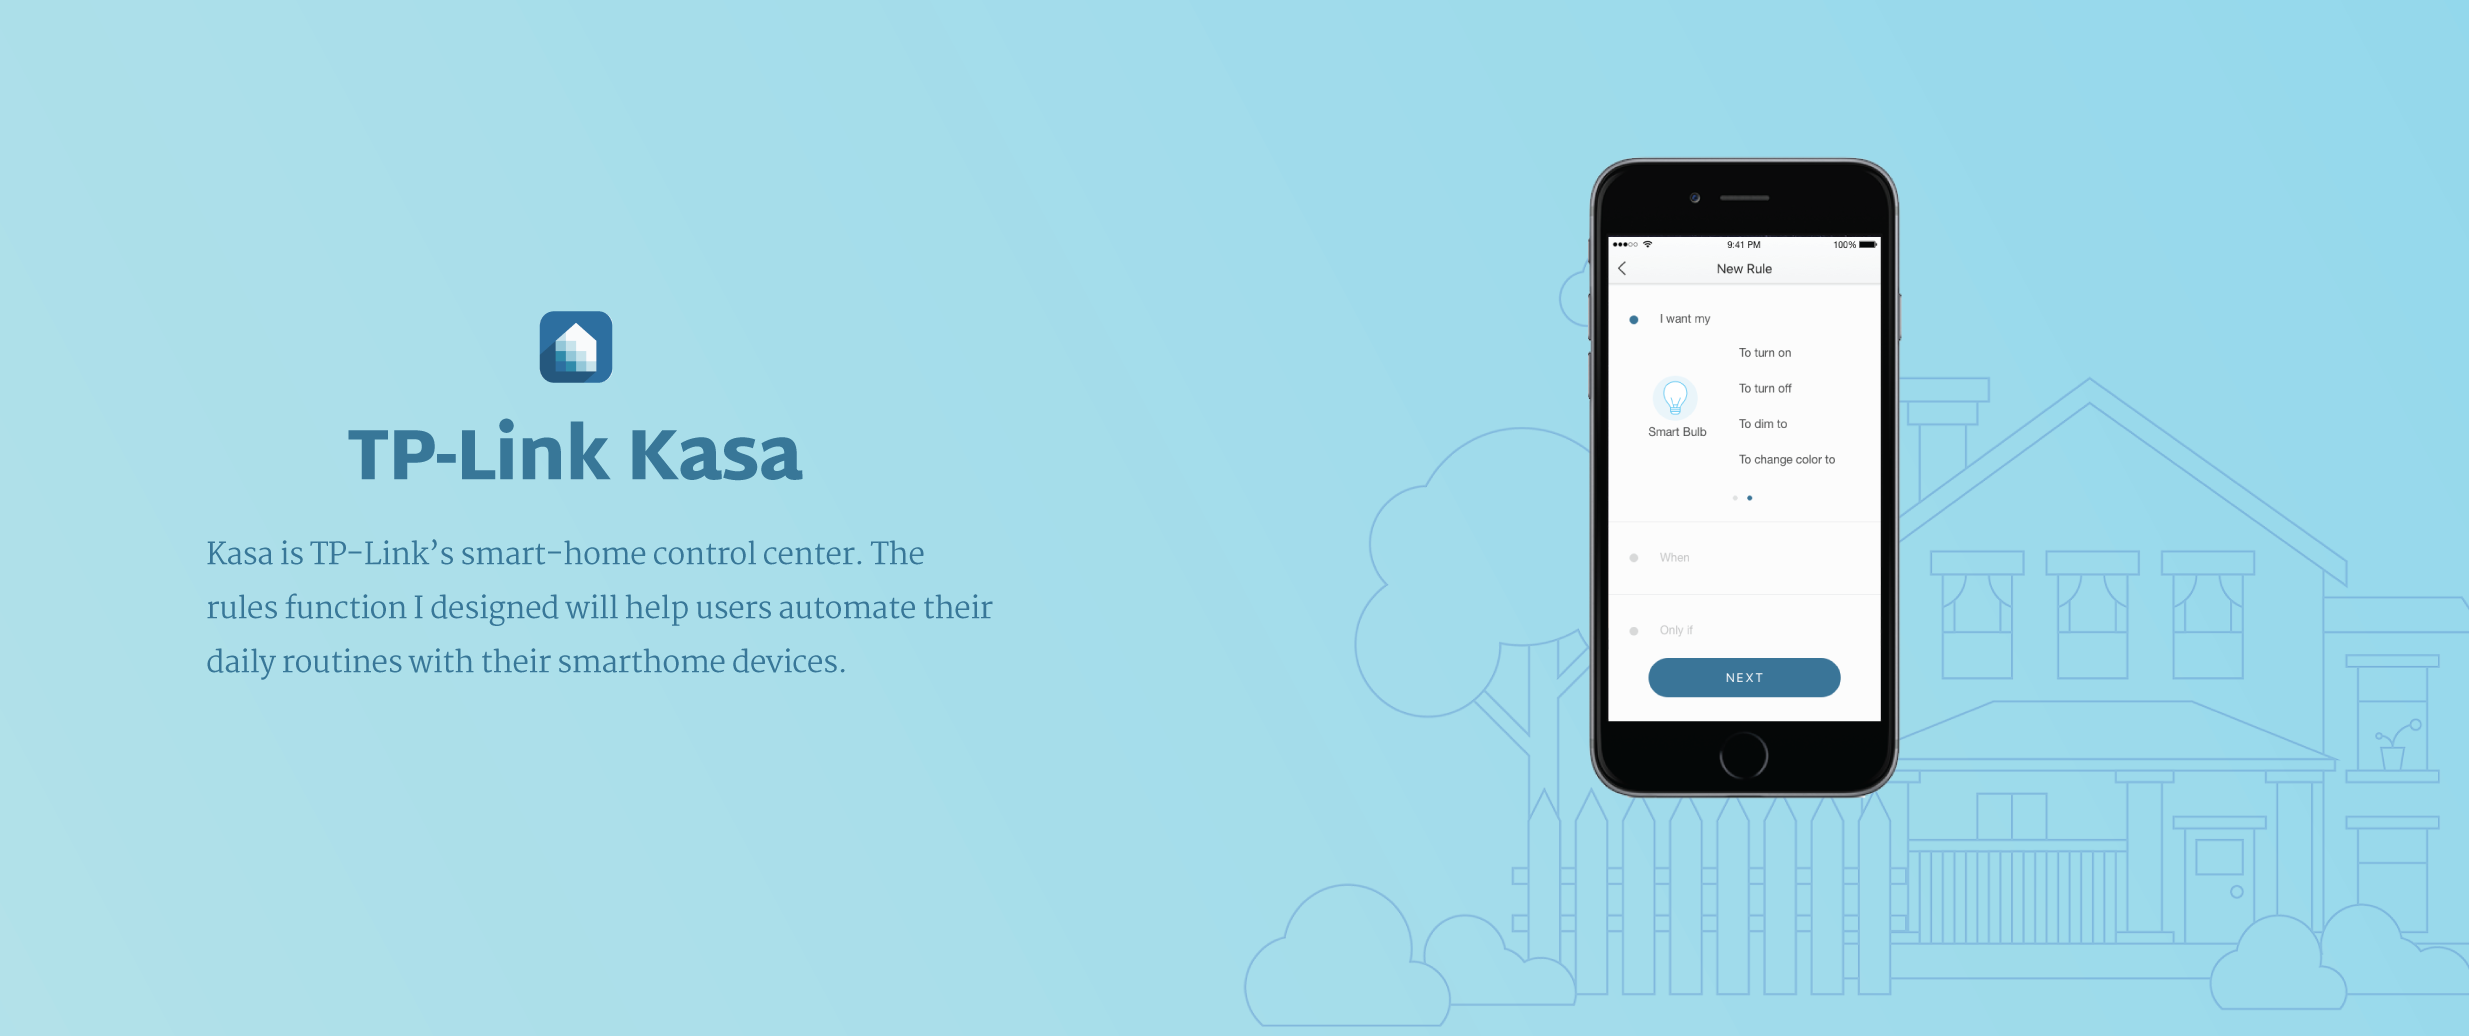 TP-Link Kasa
Kasa is TP-Link’s smart-home control center. The
rules function I designed will help users automate their
daily routines with their smarthome devices.
9:41 PM
100%
New Rule
I want my
To turn on
To turn off
To dim to
To change color to
Smart Bulb
When
Only if
NEXT